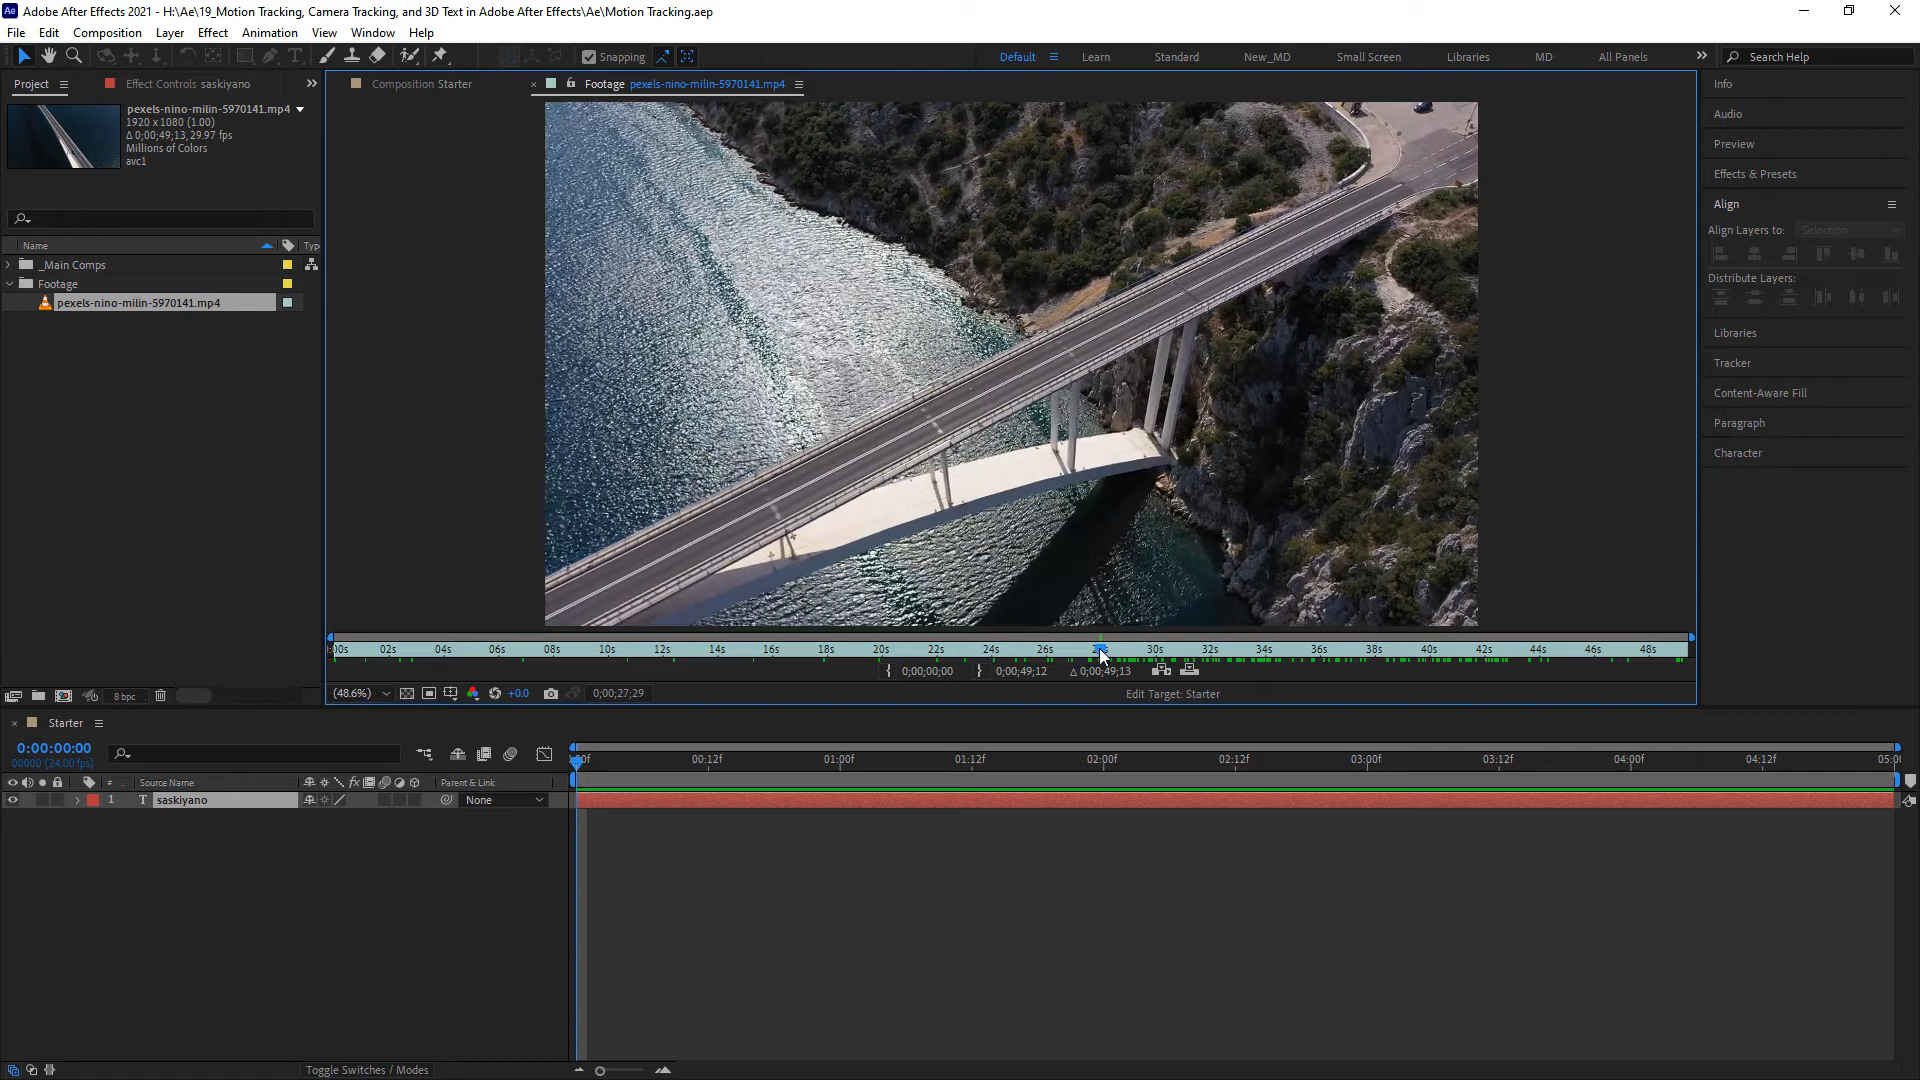 Adobe After Effects 2021 - H:\Ae\19_Motion Tracking, Camera Tracking, and 3D Text in Adobe After Effects\Ae\Motion Tracking.aep
File Edit Composition Layer Effect Animation View Window Help
Snapping Default Learn Standard New_MD Small Screen Libraries MD All Panels Search Help
Project Effect Controls saskiyano
Composition Starter Footage pexels-nino-milin-5970141.mp4
pexels-nino-milin-5970141.mp4
1920 x 1080 (1.00)
Δ 0;00;49;13, 29.97 fps
Millions of Colors
avc1
Name Type
_Main Comps
Footage
pexels-nino-milin-5970141.mp4
8 bpc
Info
Audio
Preview
Effects & Presets
Align
Align Layers to: Selection
Distribute Layers:
Libraries
Tracker
Content-Aware Fill
Paragraph
Character
02s 04s 06s 08s 10s 12s 14s 16s 18s 20s 22s 24s 26s 30s 32s 34s 36s 38s 40s 42s 44s 46s 48s
0;00;00;00 0;00;49;12 Δ 0;00;49;13
(48.6%) +0.0 0;00;27;29 Edit Target: Starter
Starter
0:00:00:00
00000 (24.00 fps)
00:12f 01:00f 01:12f 02:00f 02:12f 03:00f 03:12f 04:00f 04:12f
# Source Name fx Parent & Link
1 T saskiyano None
Toggle Switches / Modes